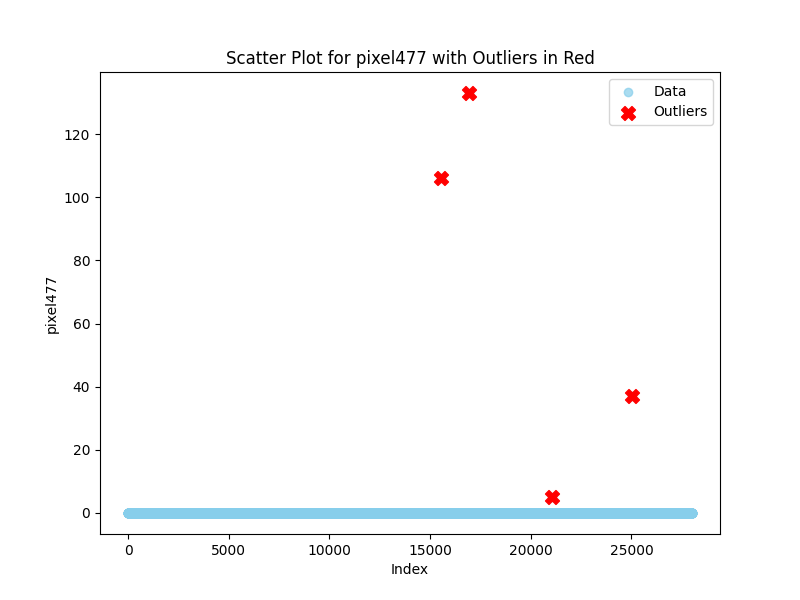 Scatter Plot for pixel477 with Outliers in Red
Data
Outliers
120
100
80
60
40
20
0
pixel477
0 5000 10000 15000 20000 25000
Index